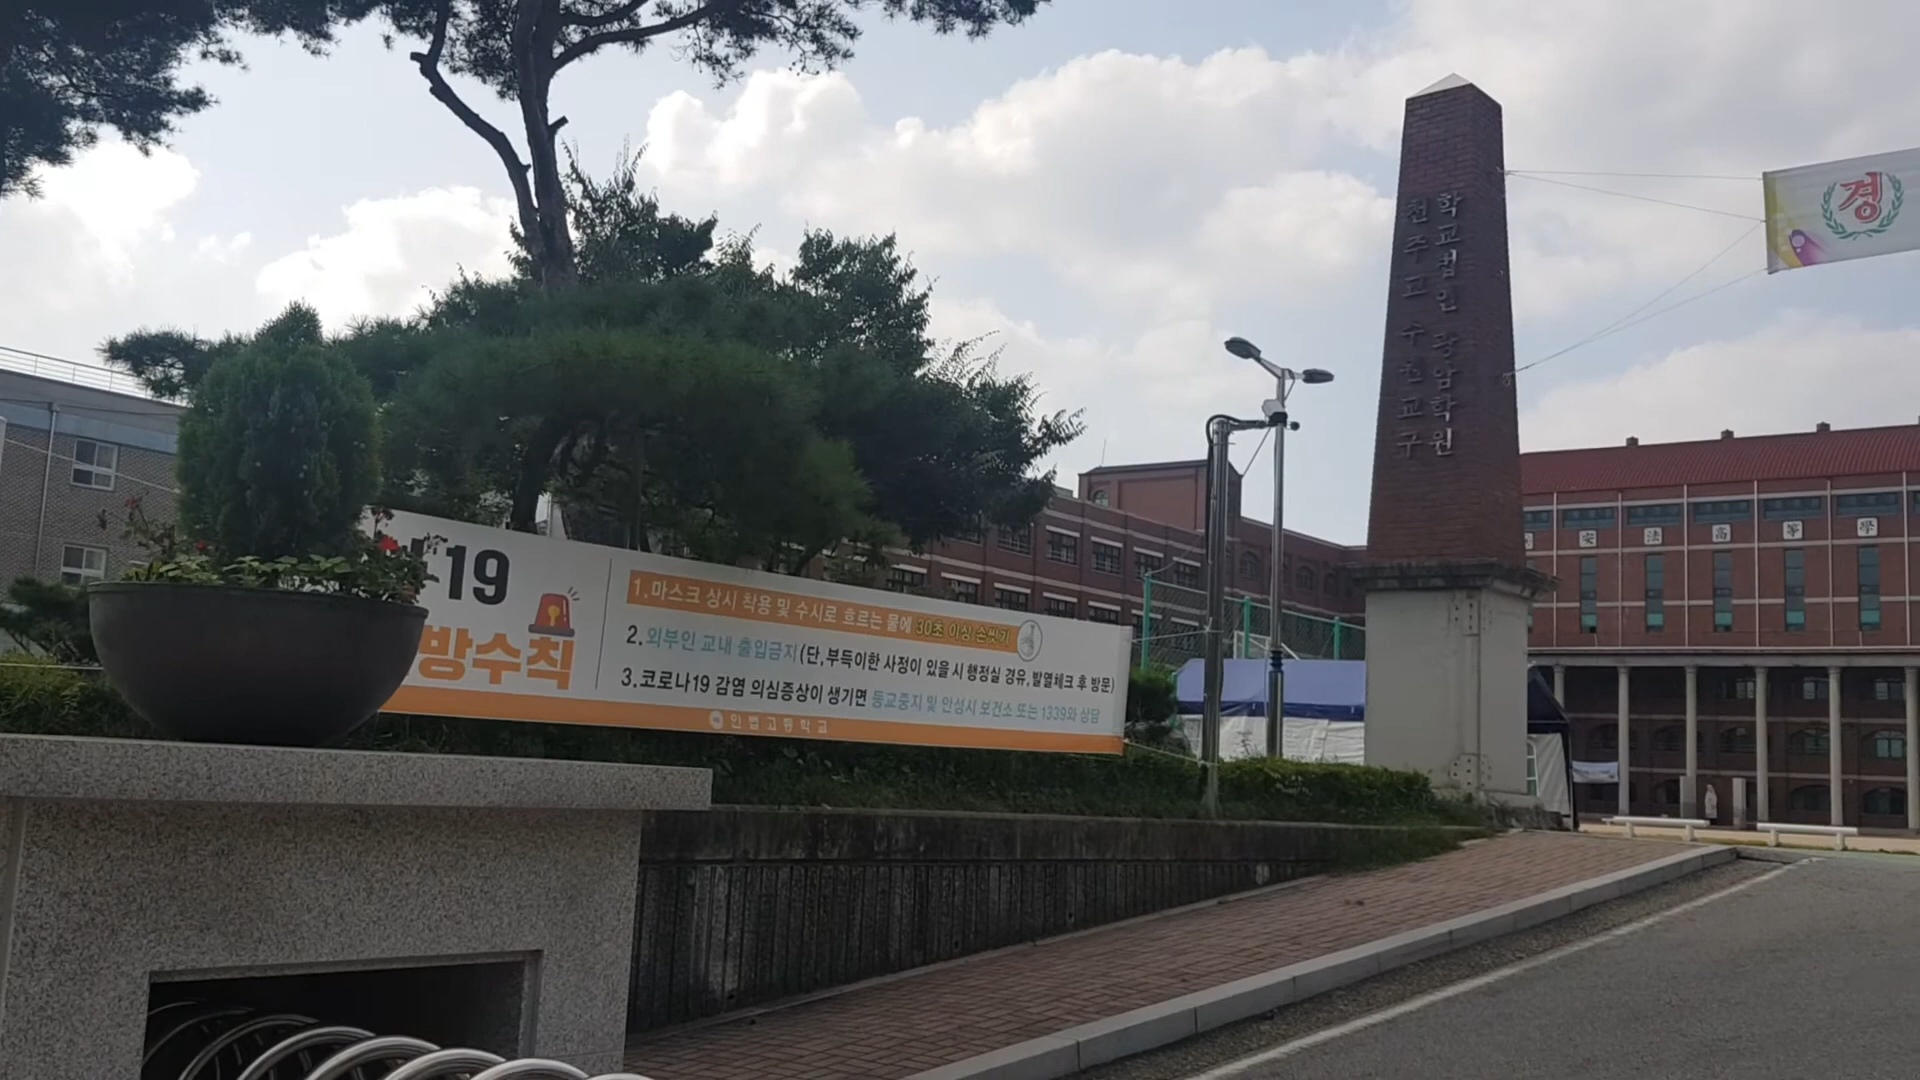 19
방수칙
1.마스크 상시 착용 및 수시로 흐르는 물에 30초 이상 손씻기
2.외부인 교내 출입금지(단,부득이한 사정이 있을 시 행정실 경유,발열체크 후 방문)
3.코로나19 감염 의심증상이 생기면 등교중지 및 안성시 보건소 또는 1339와 상담
안법고등학교
학교법인 광암학원
천주교 수원교구
경
安法高等學